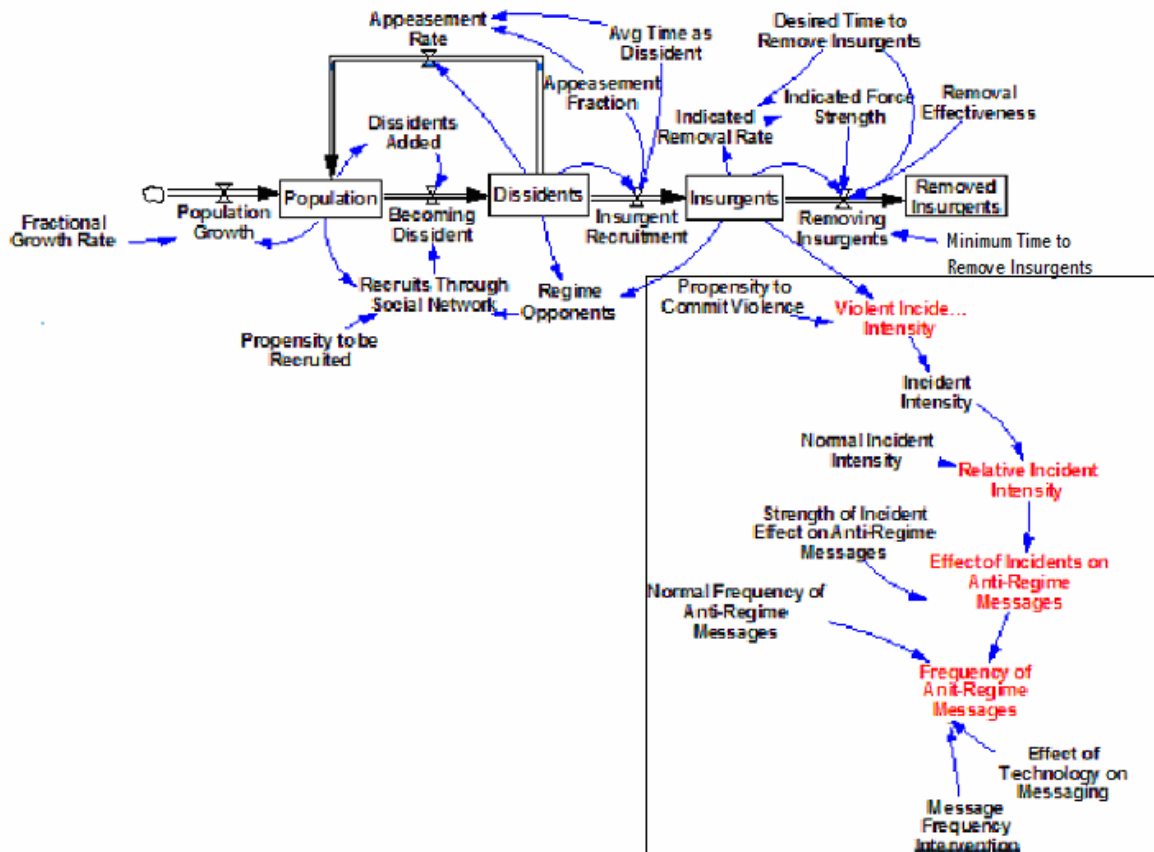 Appeasement
Rate
Avg Time as
Dissident
Desired Time to
Remove Insurgents
Appeasement
Fraction
Indicated
Removal Rate
Indicated Force
Strength
Removal
Effectiveness
Dissidents
Added
Population
Dissidents
Insurgents
Removed
Insurgents
Fractional
Growth Rate
Population
Growth
Becoming
Dissident
Insurgent
Recruitment
Removing
Insurgents
Minimum Time to
Remove Insurgents
Recruits Through
Social Network
Regime
Opponents
Propensity to be
Recruited
Propensity to
Commit Violence
Violent Incide...
Intensity
Incident
Intensity
Normal Incident
Intensity
Relative Incident
Intensity
Strength of Incident
Effect on Anti-Regime
Messages
Effect of Incidents on
Anti-Regime
Messages
Normal Frequency of
Anti-Regime
Messages
Frequency of
Anit-Regime
Messages
Effect of
Technology on
Messaging
Message
Frequency
Intervention